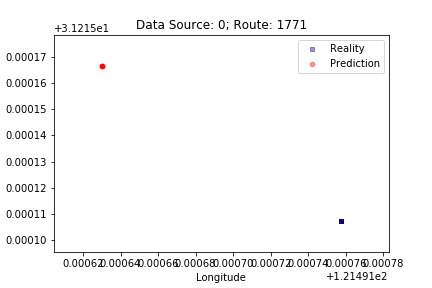 Data Source: 0; Route: 1771
+3.1215e1
Reality
Prediction
0.00017
0.00016
0.00015
0.00014
0.00013
0.00012
0.00011
0.00010
0.00062 0.00064 0.00066 0.00068 0.00070 0.00072 0.00074 0.00076 0.00078
Longitude
+1.21491e2